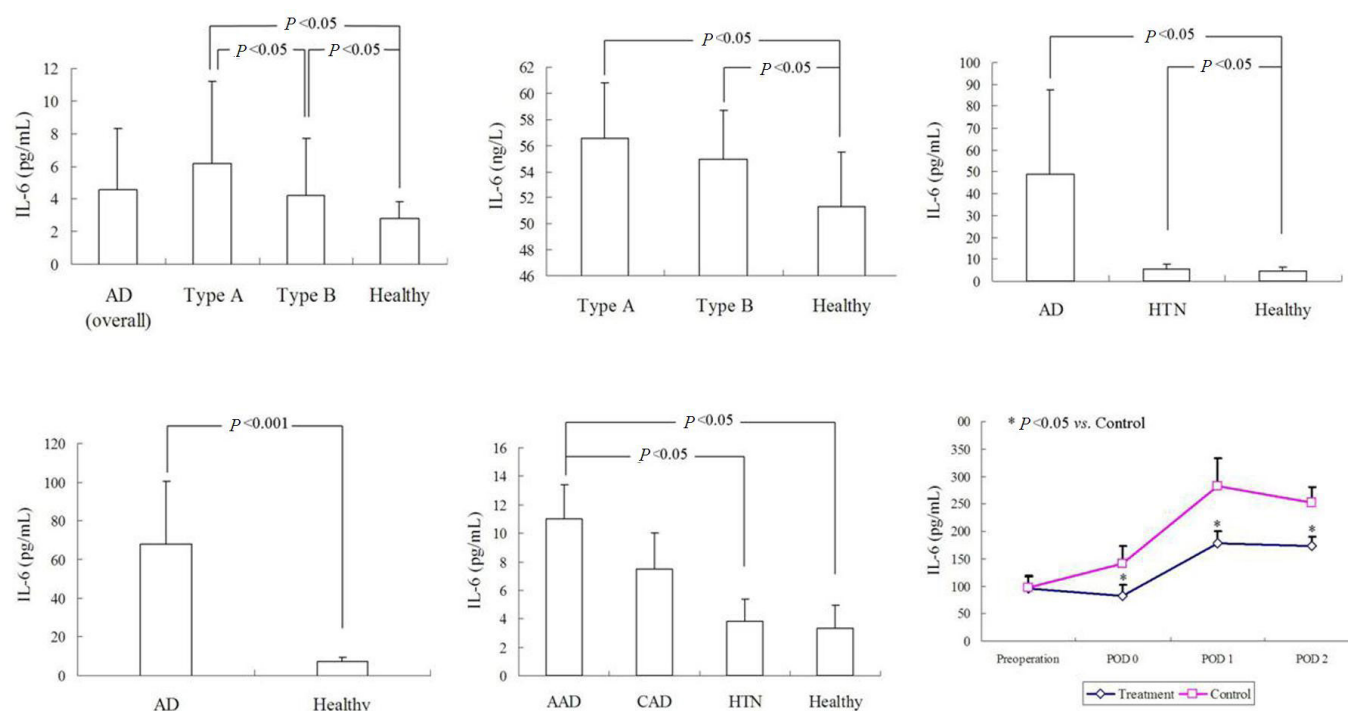 P <0.05
P <0.05
P <0.05
12
10
8
6
4
2
0
IL-6 (pg/mL)
AD
(overall)
Type A
Type B
Healthy
P <0.05
P <0.05
62
60
58
56
54
52
50
48
46
IL-6 (ng/L)
Type A
Type B
Healthy
P <0.05
P <0.05
100
90
80
70
60
50
40
30
20
10
0
IL-6 (pg/mL)
AD
HTN
Healthy
P <0.001
120
100
80
60
40
20
0
IL-6 (pg/mL)
AD
Healthy
P <0.05
P <0.05
16
14
12
10
8
6
4
2
0
IL-6 (pg/mL)
AAD
CAD
HTN
Healthy
* P <0.05 vs. Control
00
300
250
200
150
100
50
0
IL-6 (pg/mL)
*
*
*
Preoperation
POD 0
POD 1
POD 2
Treatment
Control